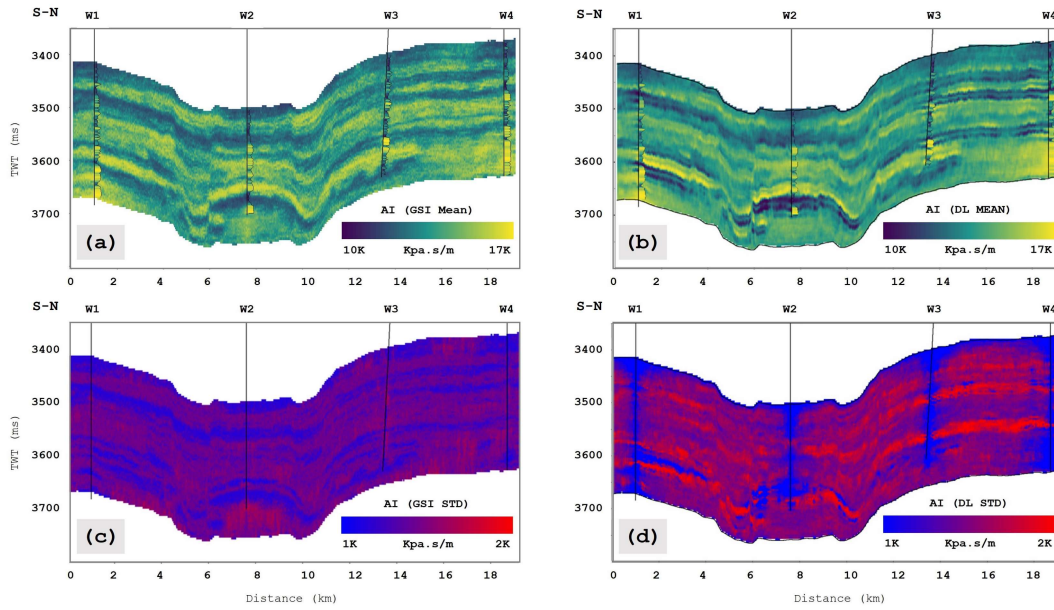 S-N W1 W2 W3 W4
3400
3500
3600
3700
TWT (ms)
AI (GSI Mean)
10K Kpa.s/m 17K
(a)
0 2 4 6 8 10 12 14 16 18
W1 W2 W3 W4
AI (DL MEAN)
10K Kpa.s/m 17K
(b)
0 2 4 6 8 10 12 14 16 18
S-N W1 W2 W3 W4
3400
3500
3600
3700
TWT (ms)
AI (GSI STD)
1K Kpa.s/m 2K
(c)
0 2 4 6 8 10 12 14 16 18
Distance (km)
S-N W1 W2 W3 W4
3400
3500
3600
3700
AI (DL STD)
1K Kpa.s/m 2K
(d)
0 2 4 6 8 10 12 14 16 18
Distance (km)